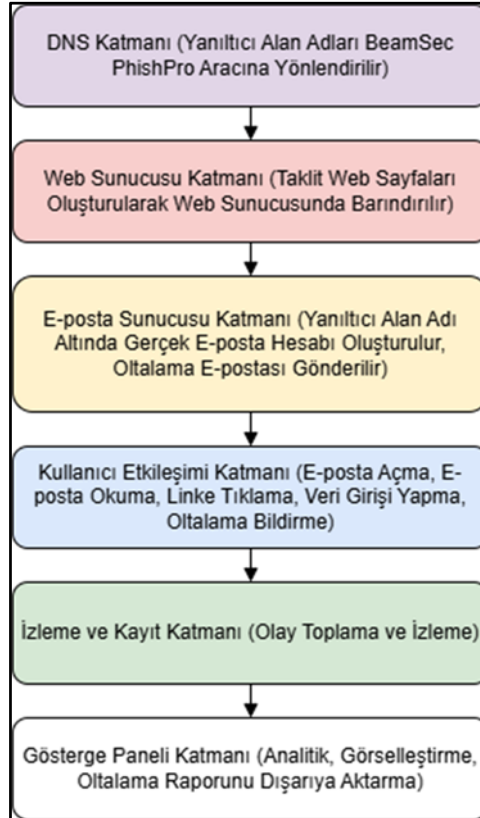 DNS Katmanı (Yanıltıcı Alan Adları BeamSec
PhishPro Aracına Yönlendirilir)
Web Sunucusu Katmanı (Taklit Web Sayfaları
Oluşturularak Web Sunucusunda Barındırılır)
E-posta Sunucusu Katmanı (Yanıltıcı Alan Adı
Altında Gerçek E-posta Hesabı Oluşturulur,
Oltalama E-postası Gönderilir)
Kullanıcı Etkileşimi Katmanı (E-posta Açma, E-
posta Okuma, Linke Tıklama, Veri Girişi Yapma,
Oltalama Bildirme)
İzleme ve Kayıt Katmanı (Olay Toplama ve İzleme)
Gösterge Paneli Katmanı (Analitik, Görselleştirme,
Oltalama Raporunu Dışarıya Aktarma)